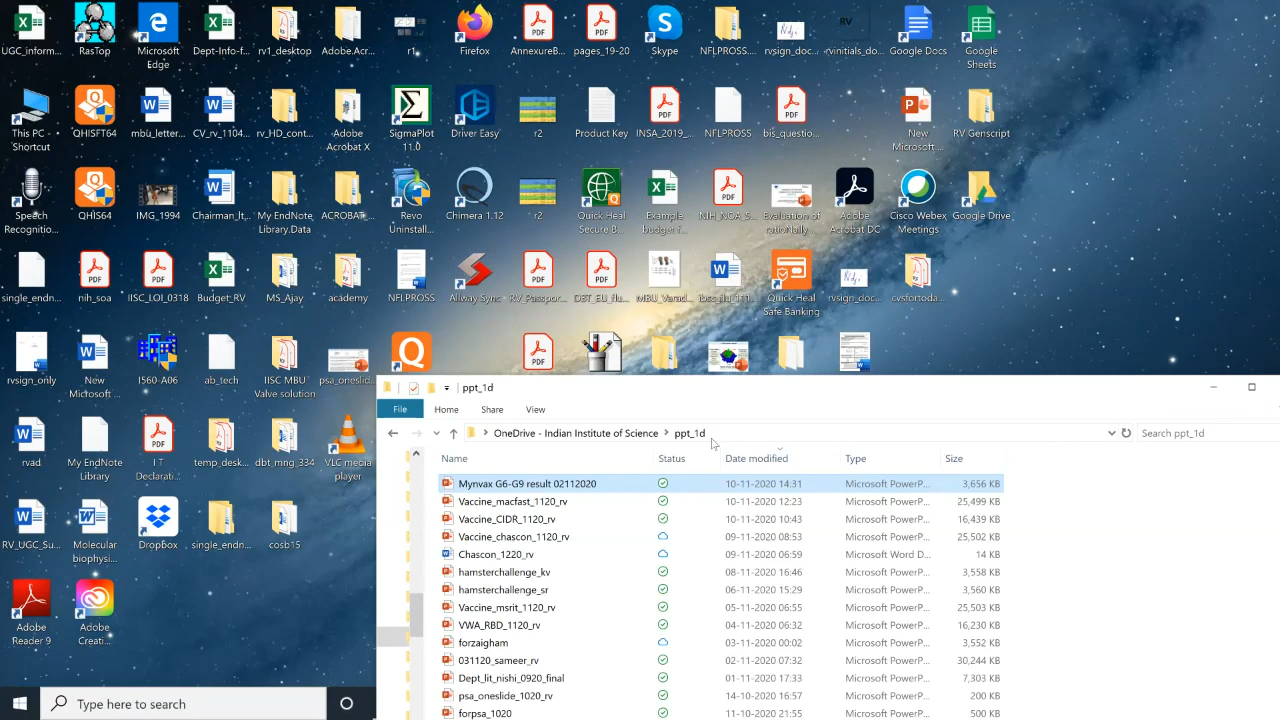 UGC_inform...
RasTop
Microsoft Edge
Dept-Info-f...
rv1_desktop
Adobe.Acr...
r1
Firefox
AnnexureB...
pages_19-20
Skype
NFLPROSS...
rvsign_doc...
RV
rvinitials_do...
Google Docs
Google Sheets
This PC - Shortcut
QHISFT64
mbu_letter...
CV_rv_1104...
rv_HD_cont...
Adobe Acrobat X
SigmaPlot 11.0
Driver Easy
r2
Product Key
INSA_2019_...
NFLPROSS
bis_questio...
New Microsoft ...
RV Genscript
Speech Recognitio...
QHIS64
IMG_1994
Chairman_lt...
My EndNote Library.Data
ACROBAT_...
Revo Uninstall...
Chimera 1.12
r2
Quick Heal Secure B...
Example budget f...
NIH_NOA_5...
Evaluation of rationally...
Adobe Acrobat DC
Cisco Webex Meetings
Google Drive
single_endn...
nih_soa
IISC_LOI_0318
Budget_RV
MS_Ajay
academy
NFLPROSS
Allway Sync
RV_Passpor...
DBT_EU_flu...
MBU_Varad...
ibsc_flu_111...
Quick Heal Safe Banking
rvsign_doc...
cvsfortoda...
rvsign_only
New Microsoft ...
I560-A06
ab_tech
IISC MBU Valve solution
psa_oneslid...
ppt_1d
File
Home
Share
View
OneDrive - Indian Institute of Science
ppt_1d
Search ppt_1d
rvad
My EndNote Library
I T Declarati...
temp_desk...
dbt_mng_334
VLC media player
Name Status Date modified Type Size
Mynvax G6-G9 result 02112020 10-11-2020 14:31 Microsoft PowerP... 3,656 KB
Vaccine_macfast_1120_rv 10-11-2020 12:23 Microsoft PowerP... 25,499 KB
Vaccine_CIDR_1120_rv 10-11-2020 10:43 Microsoft PowerP... 16,439 KB
Vaccine_chascon_1120_rv 09-11-2020 08:53 Microsoft PowerP... 25,502 KB
Chascon_1220_rv 09-11-2020 06:59 Microsoft Word D... 14 KB
hamsterchallenge_kv 08-11-2020 16:46 Microsoft PowerP... 3,558 KB
hamsterchallenge_sr 06-11-2020 15:29 Microsoft PowerP... 3,560 KB
Vaccine_msrit_1120_rv 05-11-2020 06:55 Microsoft PowerP... 25,503 KB
VWA_RBD_1120_rv 04-11-2020 06:32 Microsoft PowerP... 16,230 KB
forzaigham 03-11-2020 00:02 Microsoft PowerP... 3,552 KB
031120_sameer_rv 02-11-2020 07:32 Microsoft PowerP... 30,244 KB
Dept_lit_nishi_0920_final 01-11-2020 17:33 Microsoft PowerP... 7,303 KB
psa_oneslide_1020_rv 14-10-2020 16:57 Microsoft PowerP... 200 KB
forpsa_1020 11-10-2020 21:55 Microsoft PowerP... 500 KB
RV_UGC_Su...
Molecular biophysi...
Dropbox
single_endn...
cosb15
Adobe Reader 9
Adobe Creati...
Type here to search